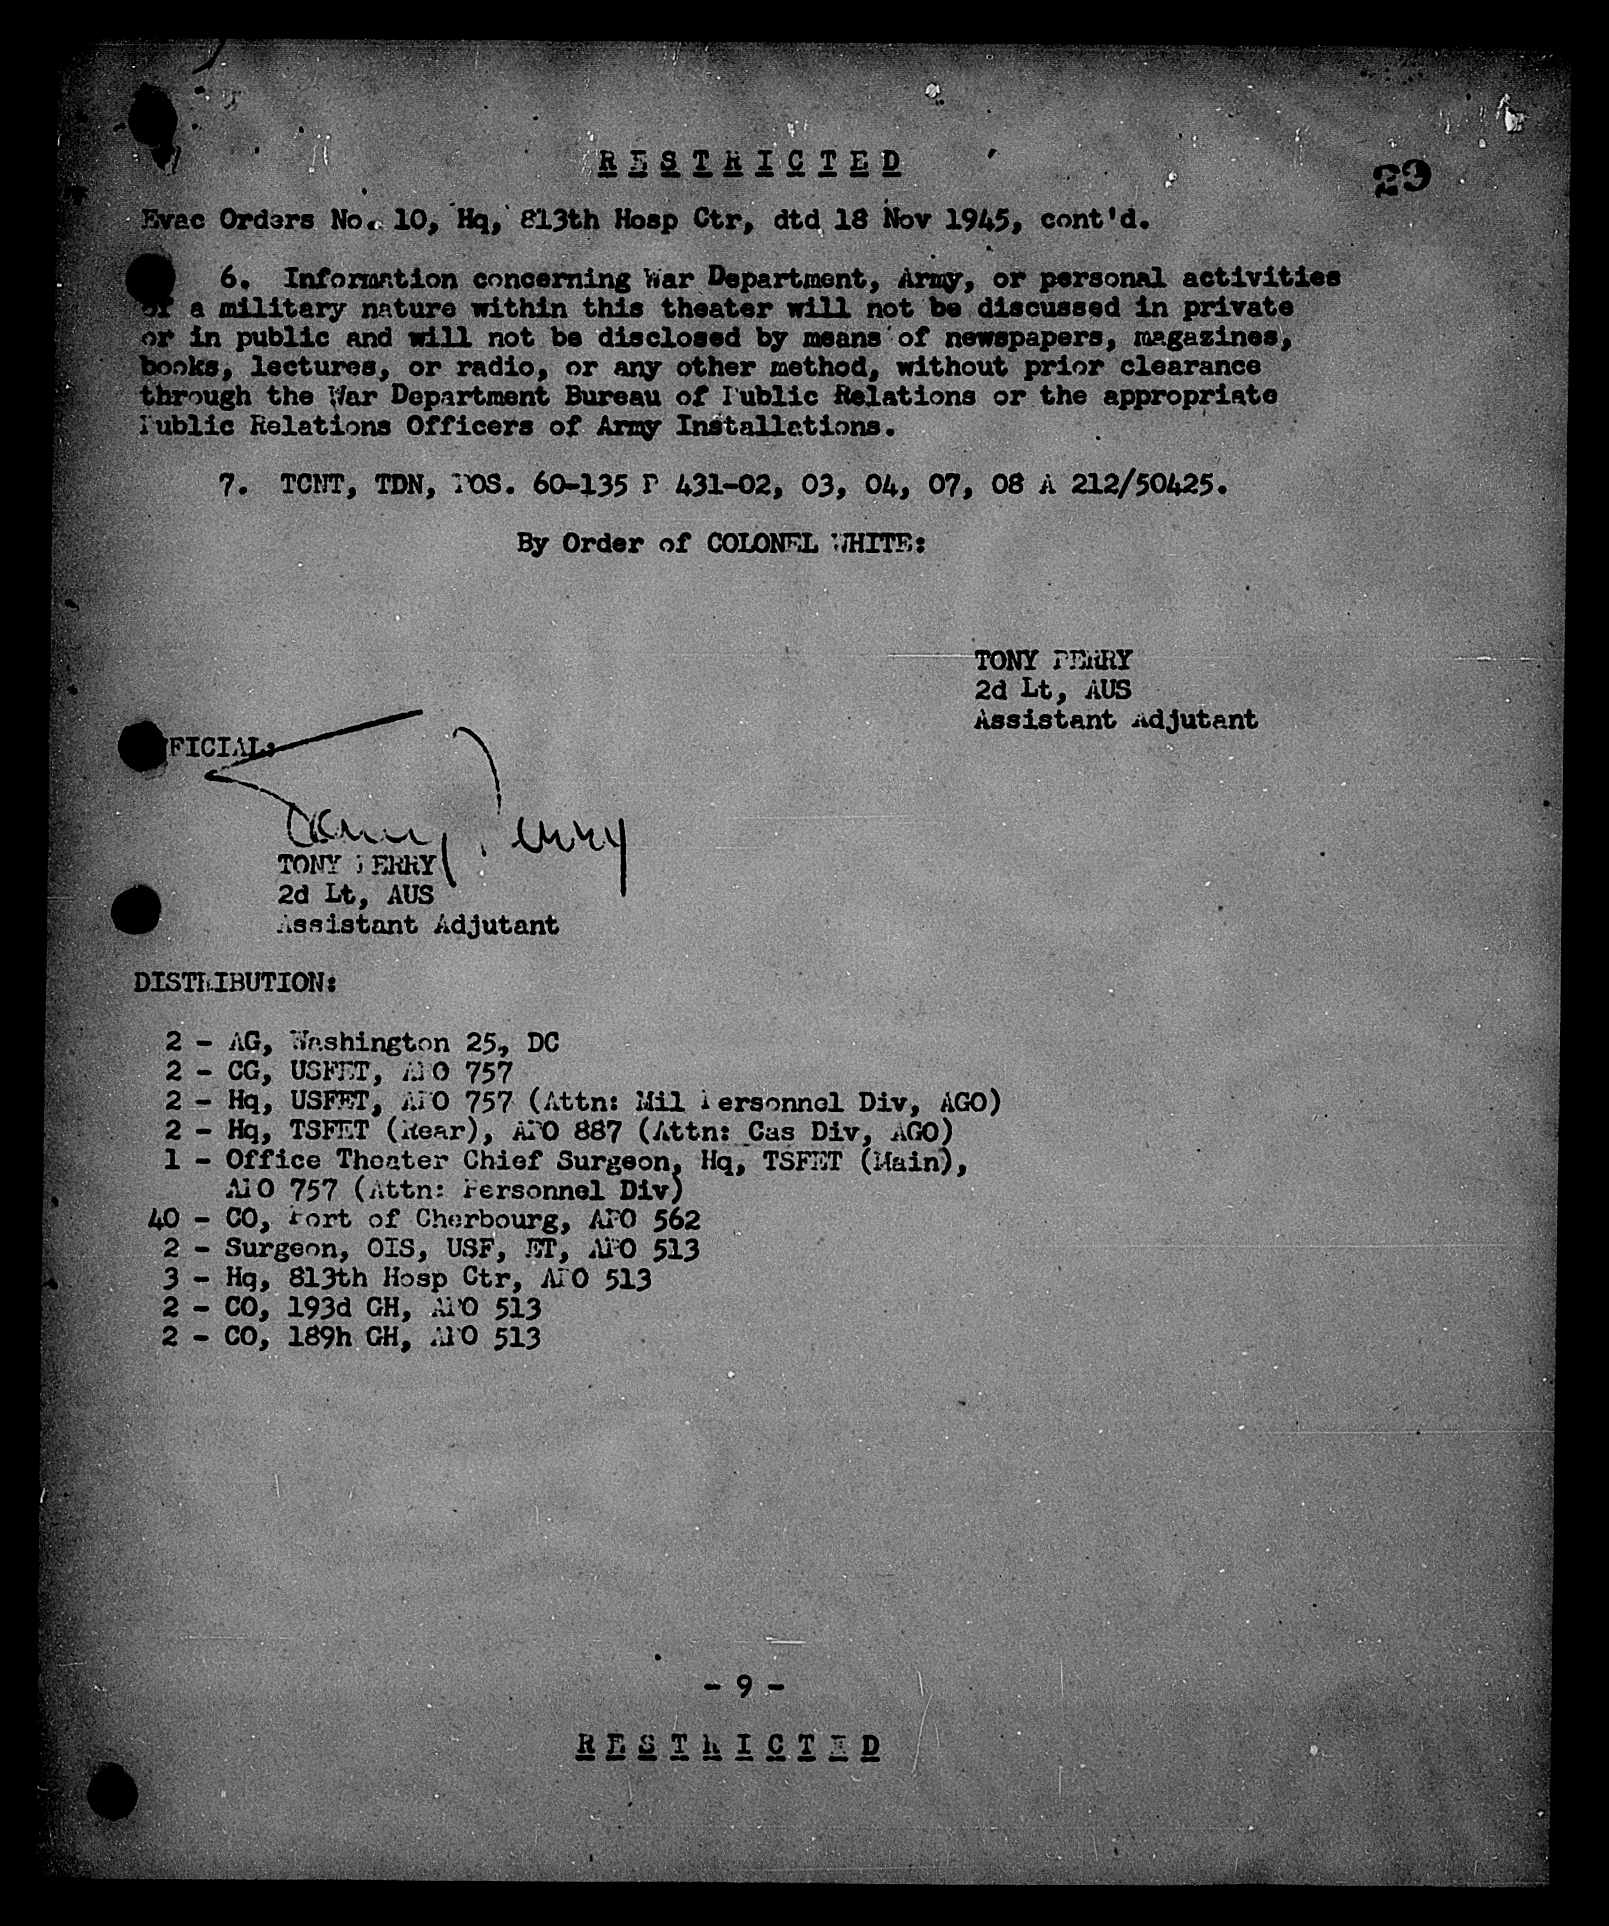 R E S T R I C T E D
29
Evac Orders No. 10, Hq, 813th Hosp Ctr, dtd 18 Nov 1945, cont'd.
6. Information concerning War Department, Army, or personal activities
of a military nature within this theater will not be discussed in private
or in public and will not be disclosed by means of newspapers, magazines,
books, lectures, or radio, or any other method, without prior clearance
through the War Department Bureau of Public Relations or the appropriate
Public Relations Officers of Army Installations.
7. TCNT, TDN, POS. 60-135 P 431-02, 03, 04, 07, 08 A 212/50425.
By Order of COLONEL WHITE:
TONY PERRY
2d Lt, AUS
Assistant Adjutant
FICIAL:
Tony Perry
TONY PERRY
2d Lt, AUS
Assistant Adjutant
DISTRIBUTION:
2 - AG, Washington 25, DC
2 - CG, USFET, APO 757
2 - Hq, USFET, APO 757 (Attn: Mil Personnel Div, AGO)
2 - Hq, TSFET (Rear), APO 887 (Attn: Cas Div, AGO)
1 - Office Theater Chief Surgeon, Hq, TSFET (Main),
APO 757 (Attn: Personnel Div)
40 - CO, Port of Cherbourg, APO 562
2 - Surgeon, OIS, USF, ET, APO 513
3 - Hq, 813th Hosp Ctr, APO 513
2 - CO, 193d GH, APO 513
2 - CO, 189h GH, APO 513
- 9 -
R E S T R I C T E D